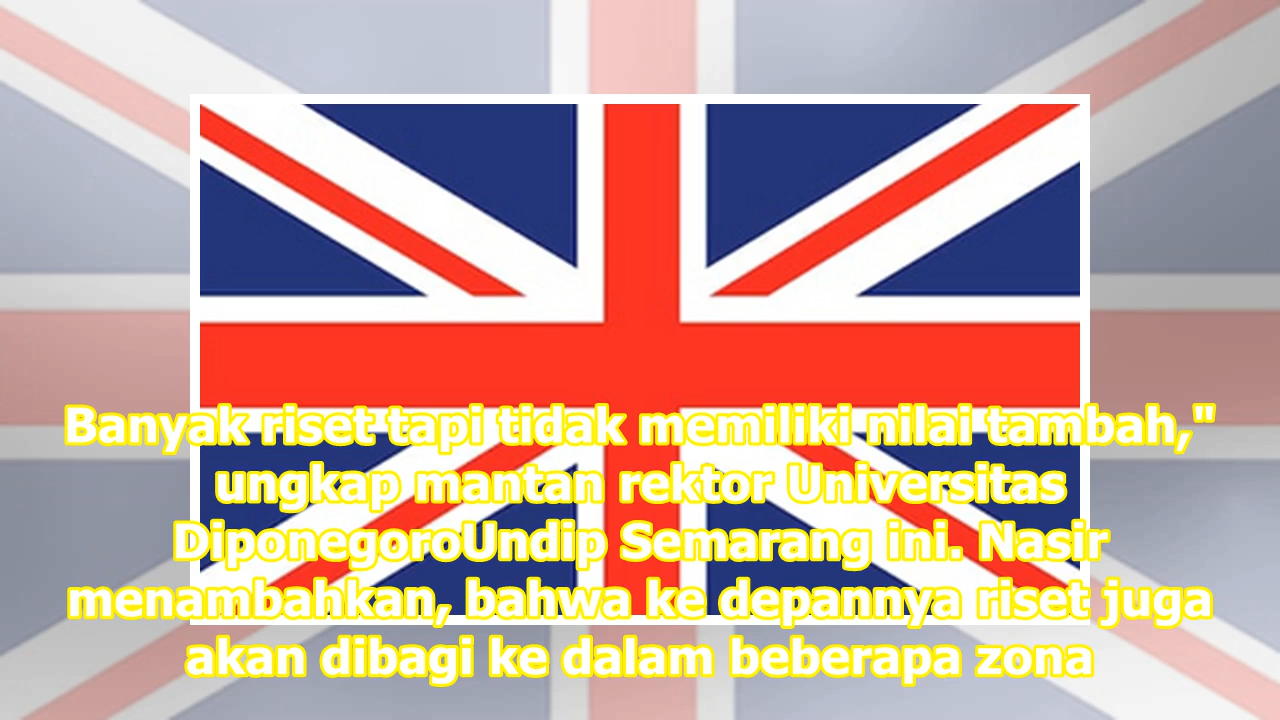 Banyak riset tapi tidak memiliki nilai tambah,"
ungkap mantan rektor Universitas
DiponegoroUndip Semarang ini. Nasir
menambahkan, bahwa ke depannya riset juga
akan dibagi ke dalam beberapa zona